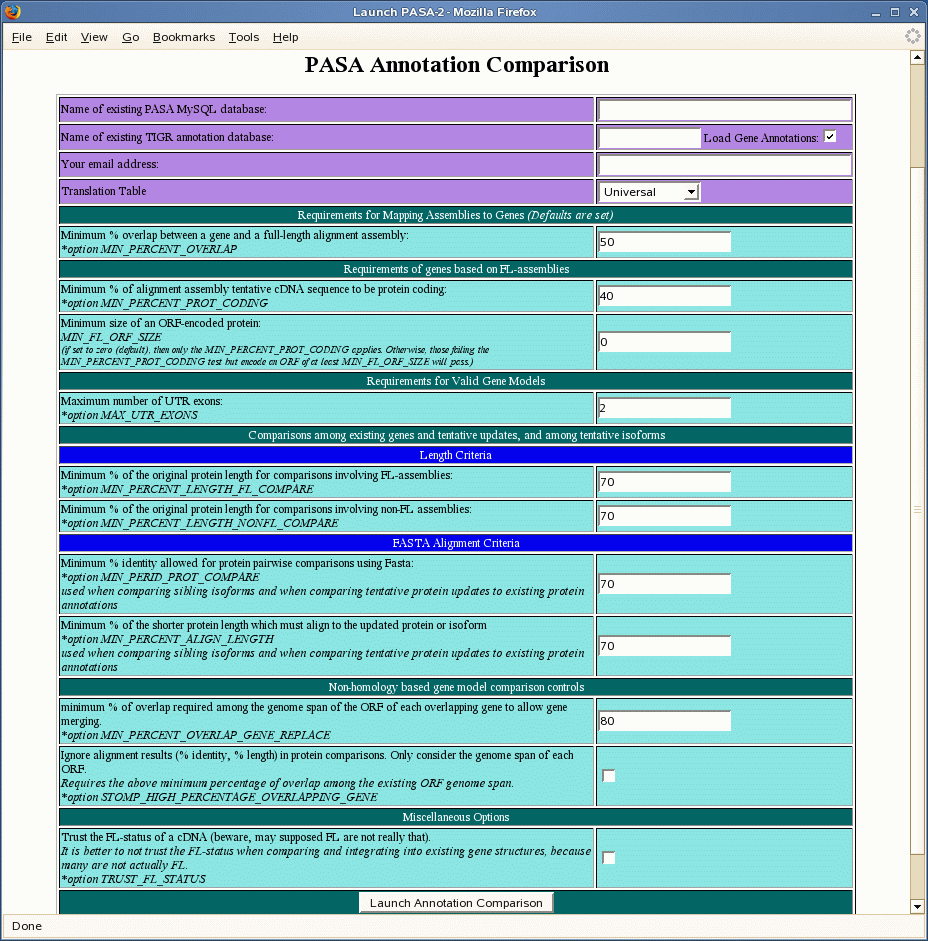 Launch PASA-2 - Mozilla Firefox
File Edit View Go Bookmarks Tools Help
PASA Annotation Comparison
Name of existing PASA MySQL database:
Name of existing TIGR annotation database: Load Gene Annotations:
Your email address:
Translation Table Universal
Requirements for Mapping Assemblies to Genes (Defaults are set)
Minimum % overlap between a gene and a full-length alignment assembly:
*option MIN_PERCENT_OVERLAP
50
Requirements of genes based on FL-assemblies
Minimum % of alignment assembly tentative cDNA sequence to be protein coding:
*option MIN_PERCENT_PROT_CODING
40
Minimum size of an ORF-encoded protein:
MIN_FL_ORF_SIZE
(if set to zero (default), then only the MIN_PERCENT_PROT_CODING applies. Otherwise, those failing the
MIN_PERCENT_PROT_CODING test but encode an ORF of at least MIN_FL_ORF_SIZE will pass.)
0
Requirements for Valid Gene Models
Maximum number of UTR exons:
*option MAX_UTR_EXONS
2
Comparisons among existing genes and tentative updates, and among tentative isoforms
Length Criteria
Minimum % of the original protein length for comparisons involving FL-assemblies:
*option MIN_PERCENT_LENGTH_FL_COMPARE
70
Minimum % of the original protein length for comparisons involving non-FL assemblies:
*option MIN_PERCENT_LENGTH_NONFL_COMPARE
70
FASTA Alignment Criteria
Minimum % identity allowed for protein pairwise comparisons using Fasta:
*option MIN_PERID_PROT_COMPARE
used when comparing sibling isoforms and when comparing tentative protein updates to existing protein
annotations
70
Minimum % of the shorter protein length which must align to the updated protein or isoform
*option MIN_PERCENT_ALIGN_LENGTH
used when comparing sibling isoforms and when comparing tentative protein updates to existing protein
annotations
70
Non-homology based gene model comparison controls
minimum % of overlap required among the genome span of the ORF of each overlapping gene to allow gene
merging.
*option MIN_PERCENT_OVERLAP_GENE_REPLACE
80
Ignore alignment results (% identity, % length) in protein comparisons. Only consider the genome span of each
ORF.
Requires the above minimum percentage of overlap among the existing ORF genome span.
*option STOMP_HIGH_PERCENTAGE_OVERLAPPING_GENE
Miscellaneous Options
Trust the FL-status of a cDNA (beware, may supposed FL are not really that).
It is better to not trust the FL-status when comparing and integrating into existing gene structures, because
many are not actually FL.
*option TRUST_FL_STATUS
Launch Annotation Comparison
Done